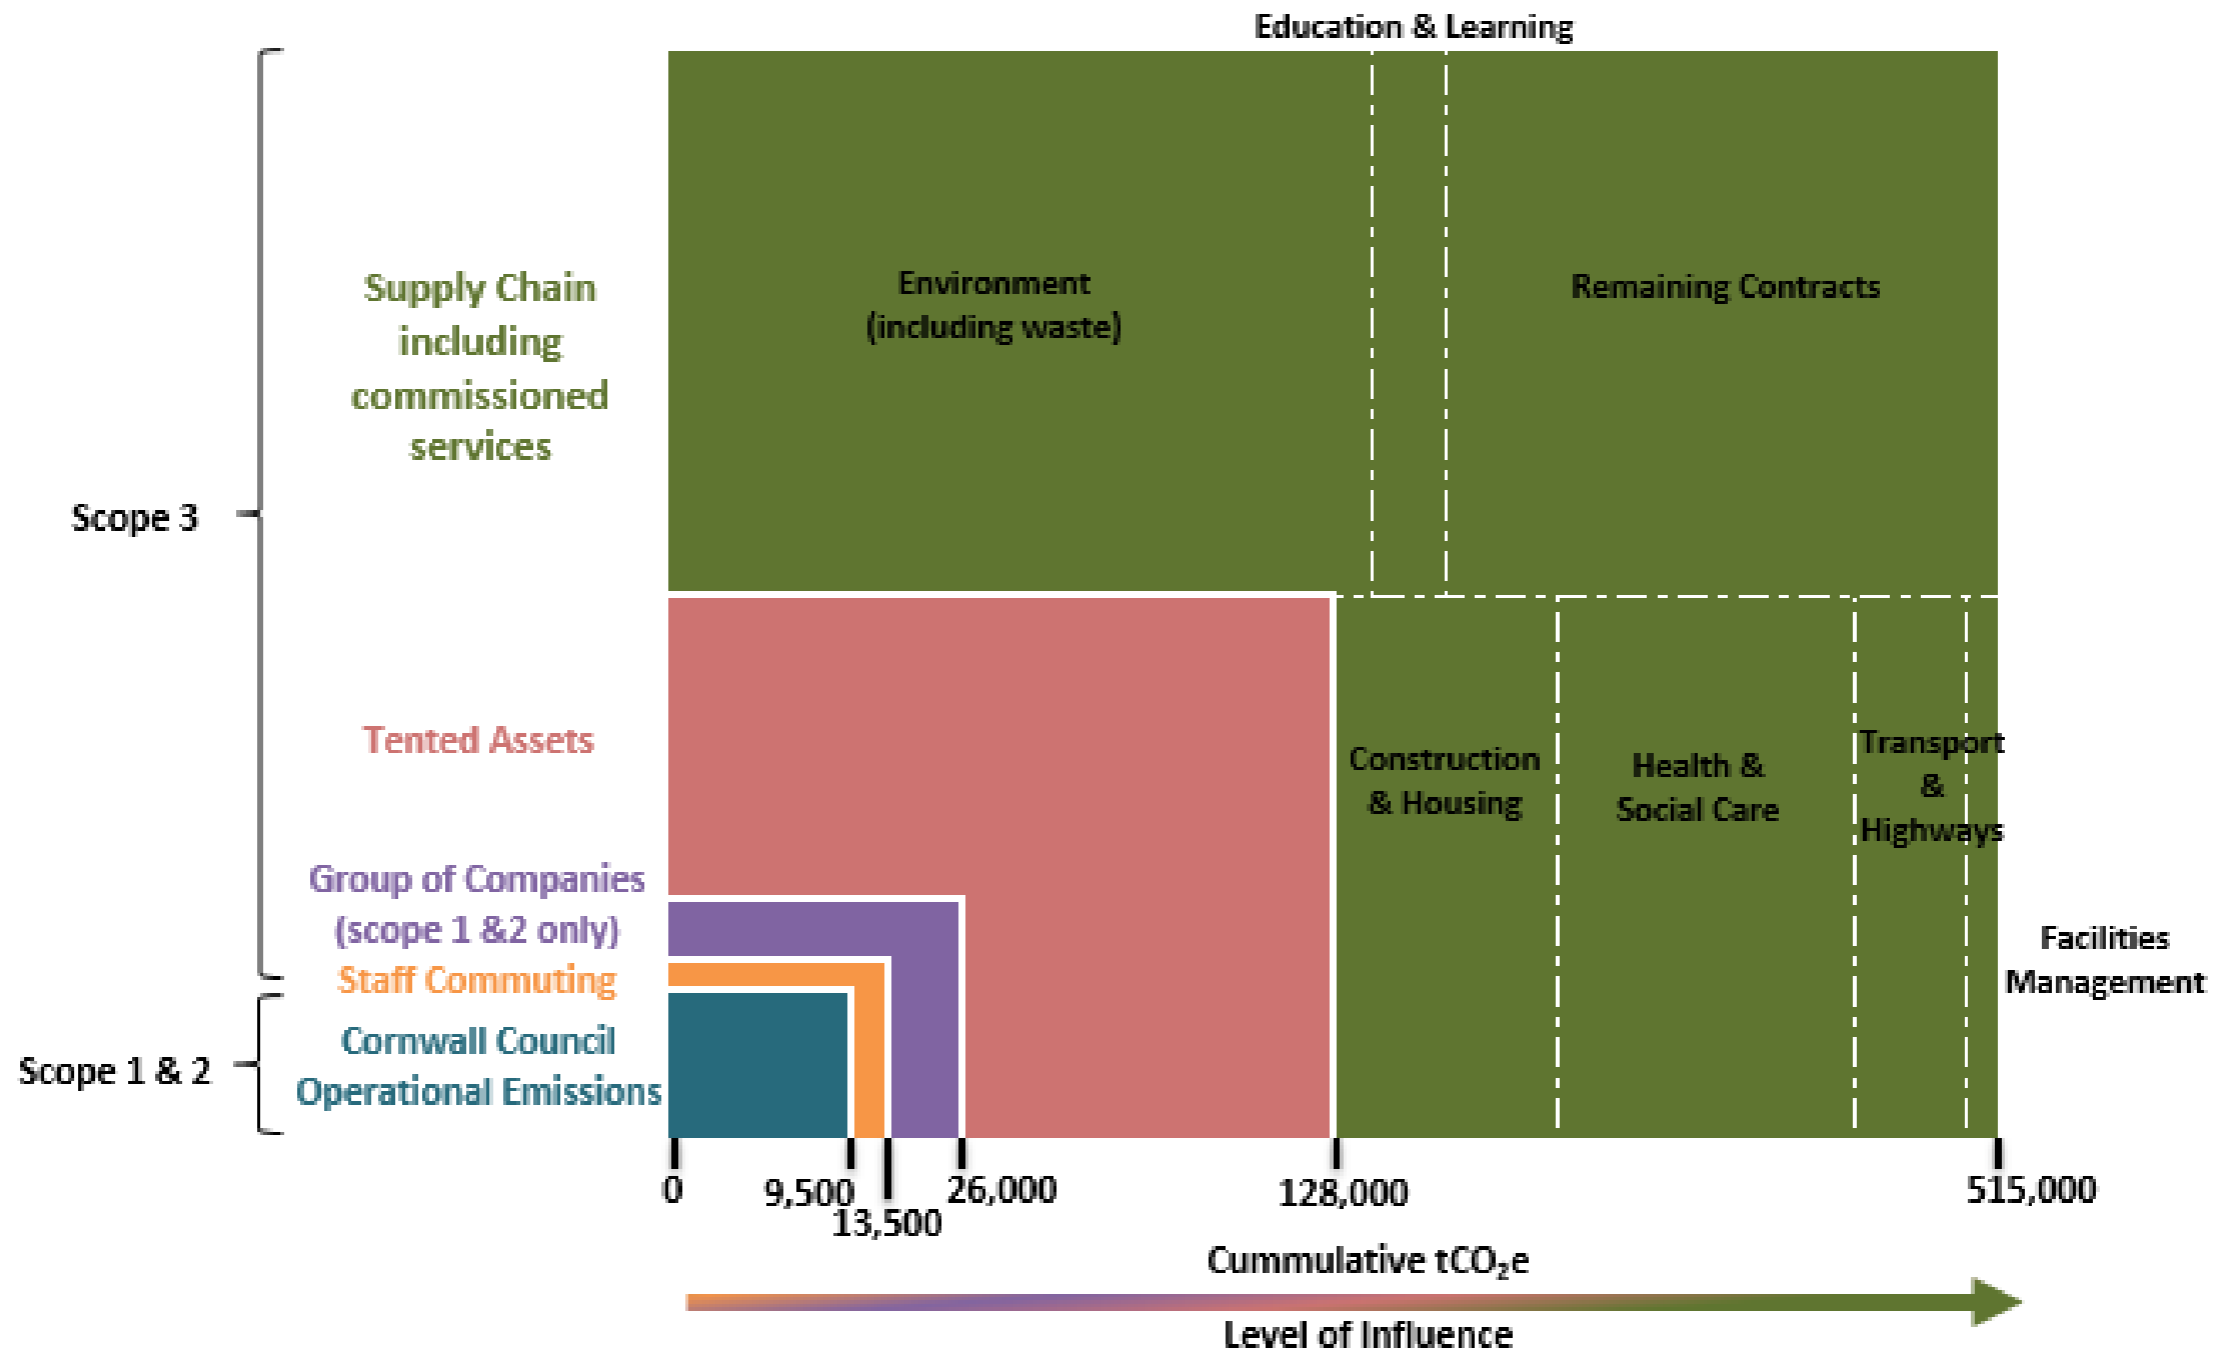 Education & Learning
Environment
(including waste)
Remaining Contracts
Supply Chain
including
commissioned
services
Scope 3
Tented Assets
Construction
& Housing
Health &
Social Care
Transport
&
Highways
Group of Companies
(scope 1 &2 only)
Staff Commuting
Facilities
Management
Cornwall Council
Operational Emissions
Scope 1 & 2
0
9,500
13,500
26,000
128,000
515,000
Cummulative tCO₂e
Level of Influence